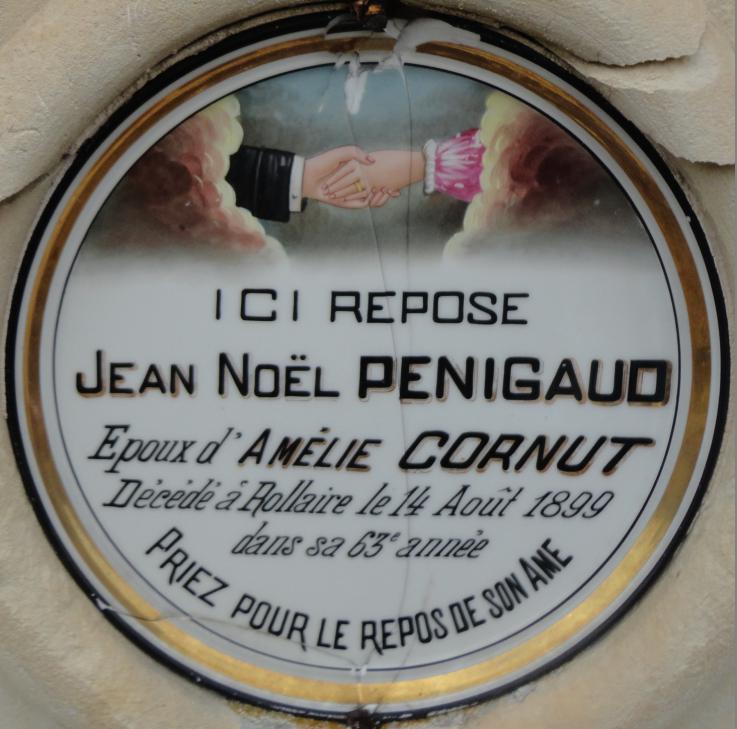 ICI REPOSE
JEAN NOËL PENIGAUD
Epoux d'AMÉLIE CORNUT
Décédé à Rollaire le 14 Août 1899
dans sa 63e année
PRIEZ POUR LE REPOS DE SON AME